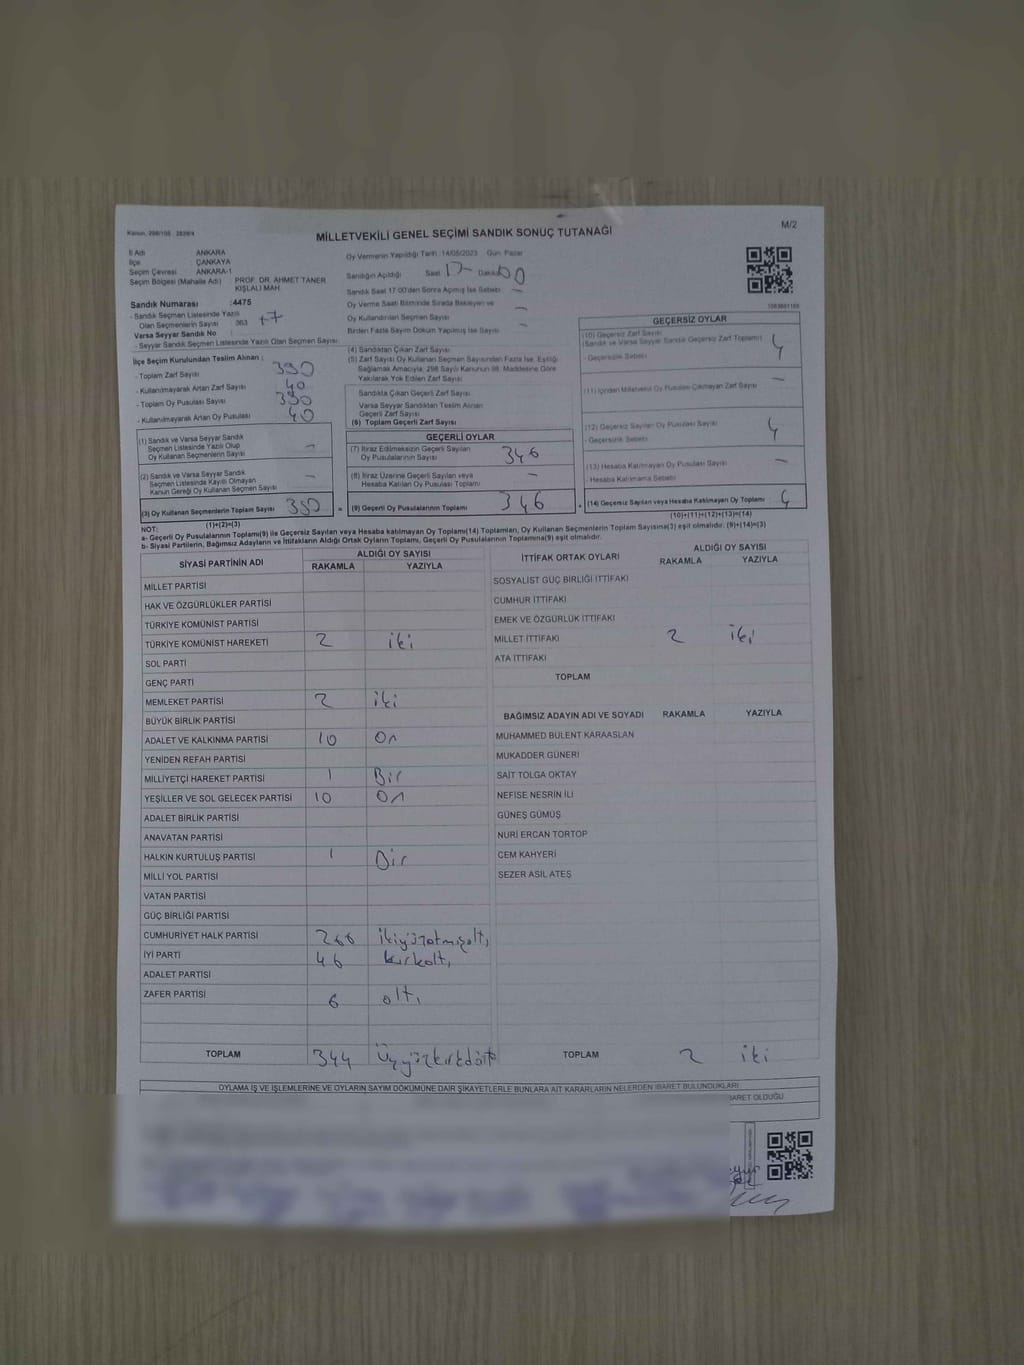 Kanun, 298/105 - 2839/4
MİLLETVEKİLİ GENEL SEÇİMİ SANDIK SONUÇ TUTANAĞI
M/2
İl Adı ANKARA
İlçe ÇANKAYA
Seçim Çevresi ANKARA-1
Seçim Bölgesi (Mahalle Adı) : PROF. DR. AHMET TANER KIŞLALI MAH.
Sandık Numarası :4475
- Sandık Seçmen Listesinde Yazılı
Olan Seçmenlerin Sayısı 363 +7
Varsa Seyyar Sandık No
- Seyyar Sandık Seçmen Listesinde Yazılı Olan Seçmen Sayısı
Oy Vermenin Yapıldığı Tarih :14/05/2023 Gün: Pazar
Sandığın Açıldığı Saat 17 Dakika 00
Sandık Saat 17:00'den Sonra Açılmış İse Sebebi —
Oy Verme Saati Bitiminde Sırada Bekleyen ve
Oy Kullandırılan Seçmen Sayısı —
Birden Fazla Sayım Döküm Yapılmış İse Sayısı —
İlçe Seçim Kurulundan Teslim Alınan :
- Toplam Zarf Sayısı 390
- Kullanılmayarak Artan Zarf Sayısı 40
- Toplam Oy Pusulası Sayısı 390
- Kullanılmayarak Artan Oy Pusulası 40
(1) Sandık ve Varsa Seyyar Sandık
Seçmen Listesinde Yazılı Olup
Oy Kullanan Seçmenlerin Sayısı —
(2) Sandık ve Varsa Seyyar Sandık
Seçmen Listesinde Kayıtlı Olmayan
Kanun Gereği Oy Kullanan Seçmen Sayısı —
(3) Oy Kullanan Seçmenlerin Toplam Sayısı 350 =
(1)+(2)=(3)
(4) Sandıktan Çıkan Zarf Sayısı
(5) Zarf Sayısı Oy Kullanan Seçmen Sayısından Fazla İse, Eşitliği
Sağlamak Amacıyla, 298 Sayılı Kanunun 98. Maddesine Göre
Yakılarak Yok Edilen Zarf Sayısı
Sandıkta Çıkan Geçerli Zarf Sayısı
Varsa Seyyar Sandıktan Teslim Alınan
Geçerli Zarf Sayısı
(6) Toplam Geçerli Zarf Sayısı
GEÇERLİ OYLAR
(7) İtiraz Edilmeksizin Geçerli Sayılan
Oy Pusulalarının Sayısı 346
(8) İtiraz Üzerine Geçerli Sayılan veya
Hesaba Katılan Oy Pusulası Toplamı —
(9) Geçerli Oy Pusulalarının Toplamı 346 +
GEÇERSİZ OYLAR
(10) Geçersiz Zarf Sayısı
(Sandık ve Varsa Seyyar Sandık Geçersiz Zarf Toplamı) 4
- Geçersizlik Sebebi
(11) İçinden Milletvekili Oy Pusulası Çıkmayan Zarf Sayısı —
(12) Geçersiz Sayılan Oy Pusulası Sayısı 4
- Geçersizlik Sebebi
(13) Hesaba Katılmayan Oy Pusulası Sayısı —
- Hesaba Katılmama Sebebi
(14) Geçersiz Sayılan veya Hesaba Katılmayan Oy Toplamı 4
(10)+(11)+(12)+(13)=(14)
NOT:
a- Geçerli Oy Pusulalarının Toplamı(9) ile Geçersiz Sayılan veya Hesaba katılmayan Oy Toplamı(14) Toplamları, Oy Kullanan Seçmenlerin Toplam Sayısına(3) eşit olmalıdır. (9)+(14)=(3)
b- Siyasi Partilerin, Bağımsız Adayların ve İttifakların Aldığı Ortak Oyların Toplamı, Geçerli Oy Pusulalarının Toplamına(9) eşit olmalıdır.
SİYASİ PARTİNİN ADI
ALDIĞI OY SAYISI
RAKAMLA YAZIYLA
MİLLET PARTİSİ
HAK VE ÖZGÜRLÜKLER PARTİSİ
TÜRKİYE KOMÜNİST PARTİSİ
TÜRKİYE KOMÜNİST HAREKETİ 2 iki
SOL PARTİ
GENÇ PARTİ
MEMLEKET PARTİSİ 2 iki
BÜYÜK BİRLİK PARTİSİ
ADALET VE KALKINMA PARTİSİ 10 On
YENİDEN REFAH PARTİSİ
MİLLİYETÇİ HAREKET PARTİSİ 1 Bir
YEŞİLLER VE SOL GELECEK PARTİSİ 10 On
ADALET BİRLİK PARTİSİ
ANAVATAN PARTİSİ
HALKIN KURTULUŞ PARTİSİ 1 Bir
MİLLİ YOL PARTİSİ
VATAN PARTİSİ
GÜÇ BİRLİĞİ PARTİSİ
CUMHURİYET HALK PARTİSİ 266 ikiyüzatmışaltı
İYİ PARTİ 46 kırkaltı
ADALET PARTİSİ
ZAFER PARTİSİ 6 altı
TOPLAM 344 Üçyüzkırkdört
İTTİFAK ORTAK OYLARI
ALDIĞI OY SAYISI
RAKAMLA YAZIYLA
SOSYALİST GÜÇ BİRLİĞİ İTTİFAKI
CUMHUR İTTİFAKI
EMEK VE ÖZGÜRLÜK İTTİFAKI
MİLLET İTTİFAKI 2 iki
ATA İTTİFAKI
TOPLAM
BAĞIMSIZ ADAYIN ADI VE SOYADI RAKAMLA YAZIYLA
MUHAMMED BÜLENT KARAASLAN
MUKADDER GÜNERİ
SAİT TOLGA OKTAY
NEFİSE NESRİN İLİ
GÜNEŞ GÜMÜŞ
NURİ ERCAN TORTOP
CEM KAHYERİ
SEZER ASİL ATEŞ
TOPLAM 2 iki
OYLAMA İŞ VE İŞLEMLERİNE VE OYLARIN SAYIM DÖKÜMÜNE DAİR ŞİKAYETLERLE BUNLARA AİT KARARLARIN NELERDEN İBARET BULUNDUKLARI
BARET OLDUĞU